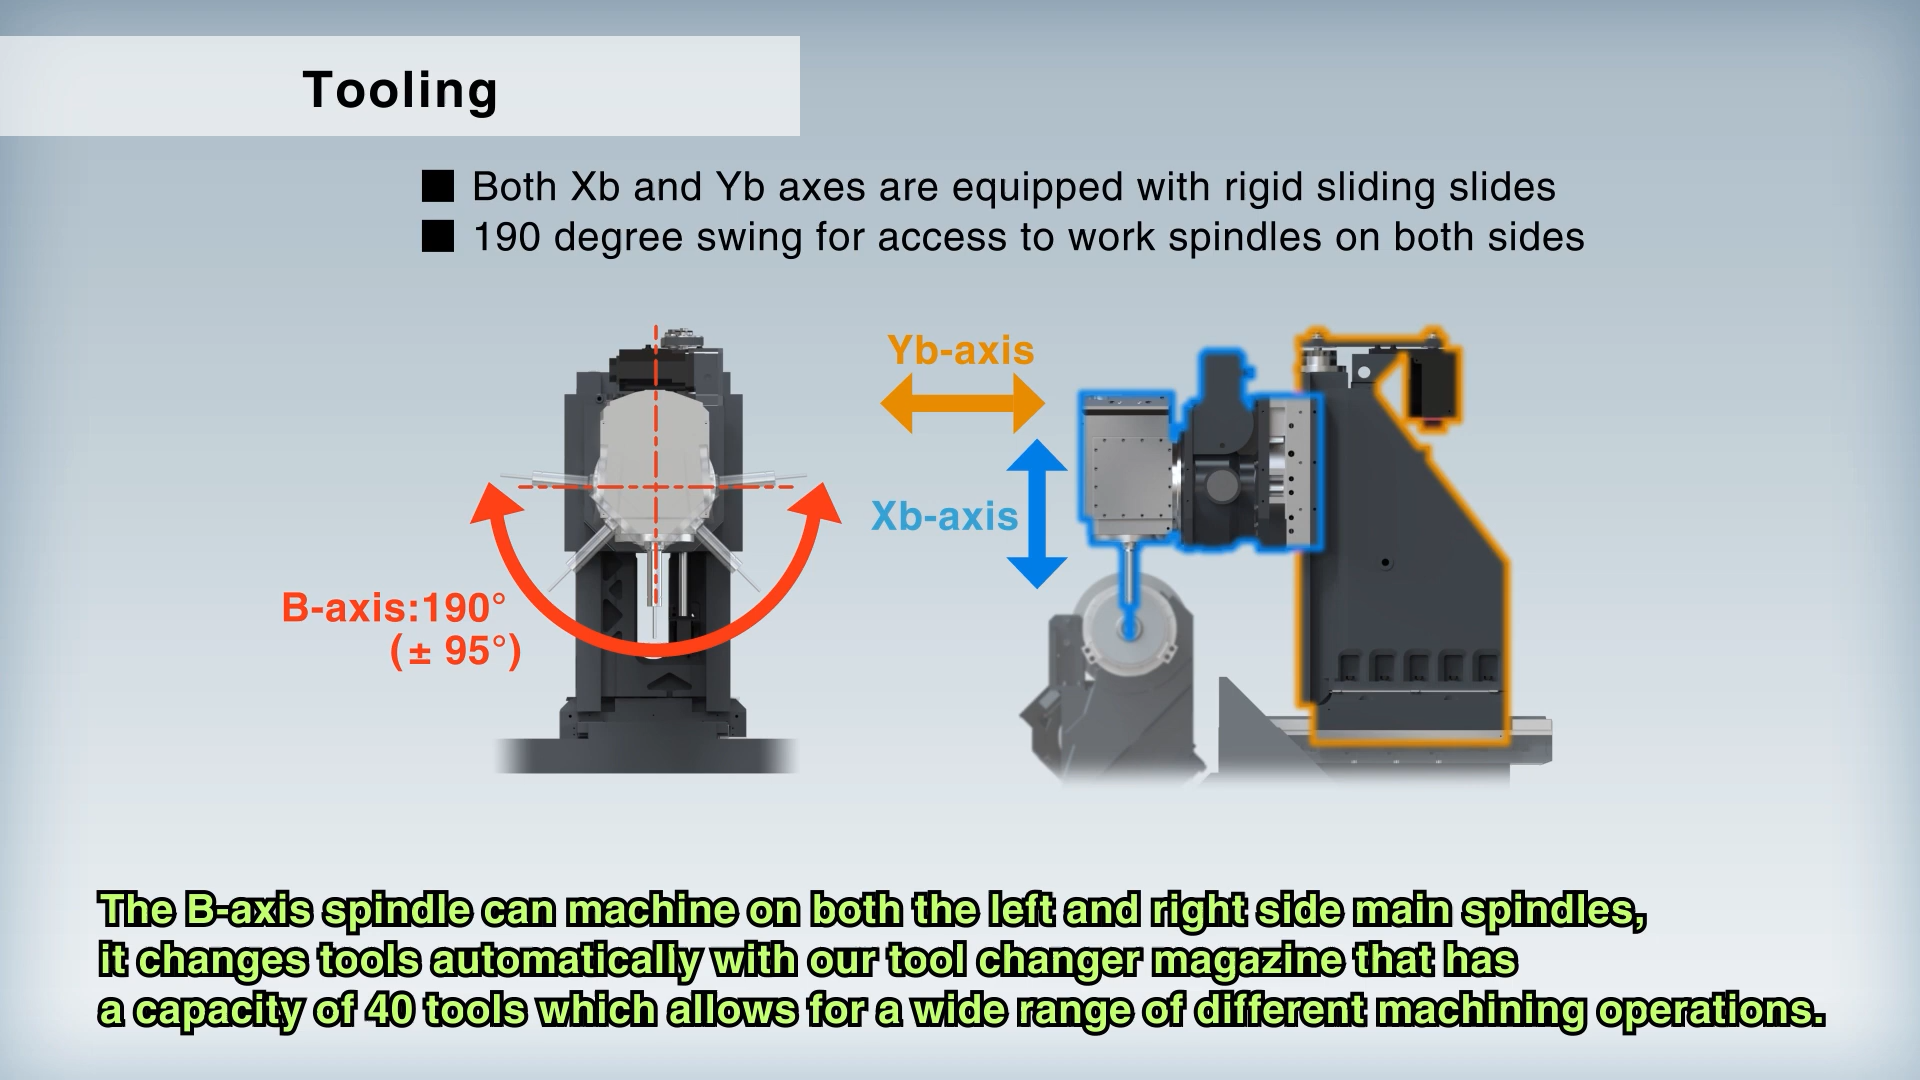 Tooling
■ Both Xb and Yb axes are equipped with rigid sliding slides
■ 190 degree swing for access to work spindles on both sides
Yb-axis
Xb-axis
B-axis:190°
(± 95°)
The B-axis spindle can machine on both the left and right side main spindles,
it changes tools automatically with our tool changer magazine that has
a capacity of 40 tools which allows for a wide range of different machining operations.